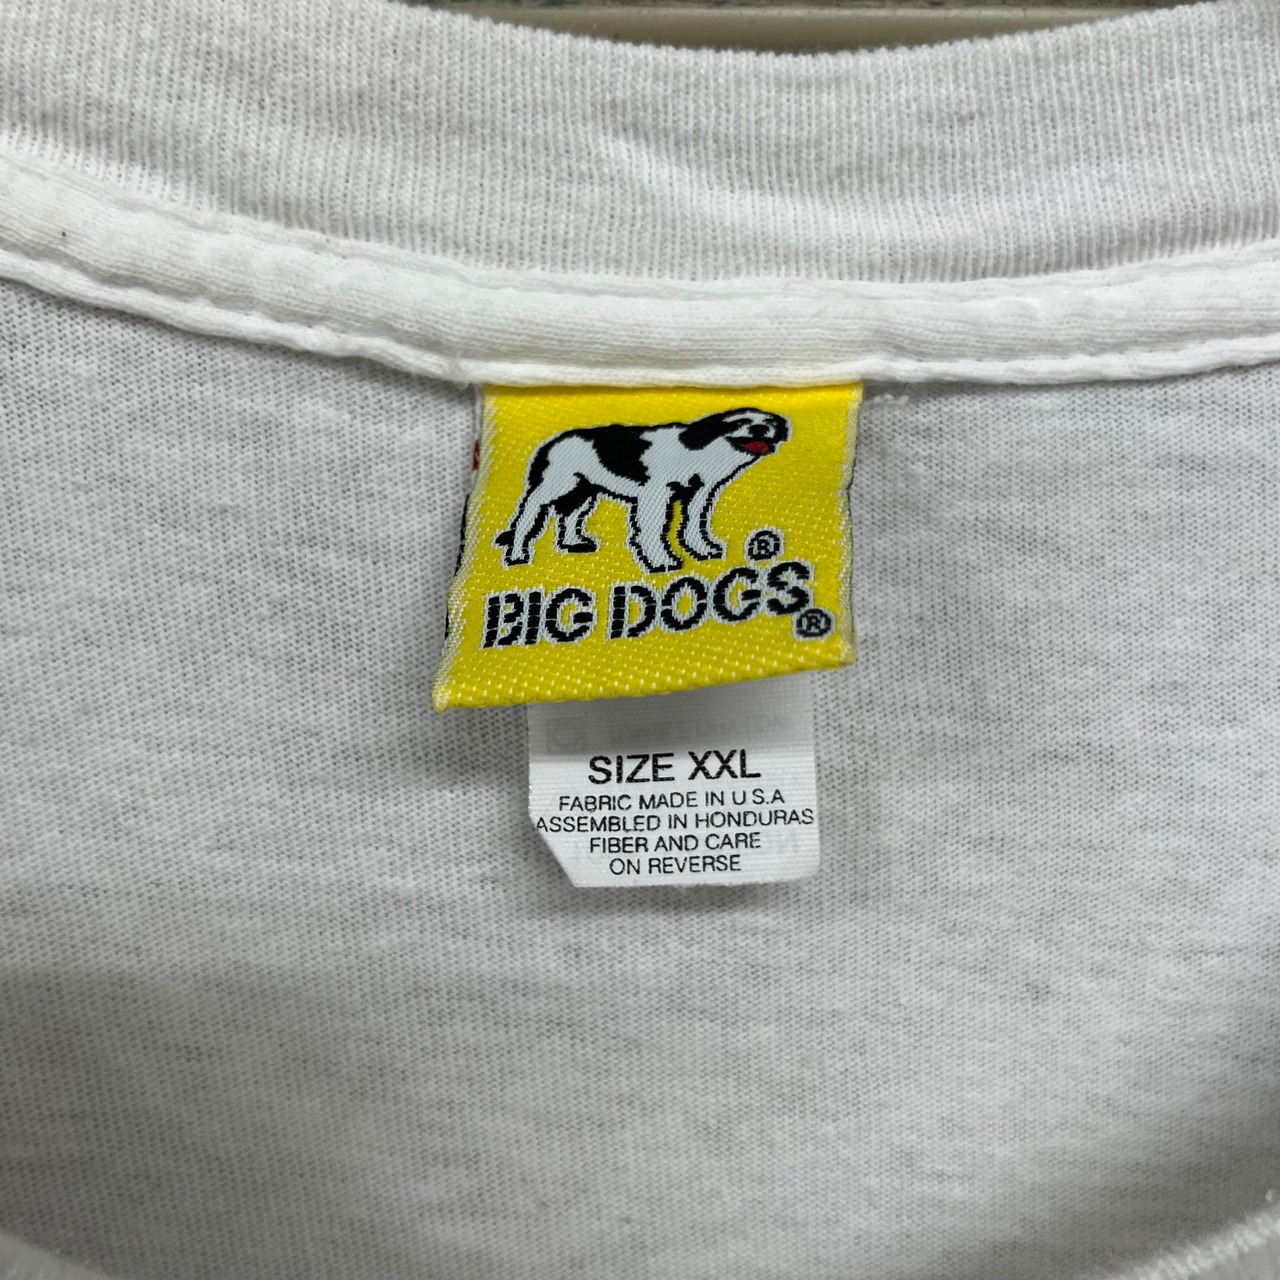 ®
BIG DOGS®
SIZE XXL
FABRIC MADE IN U S.A
ASSEMBLED IN HONDURAS
FIBER AND CARE
ON REVERSE